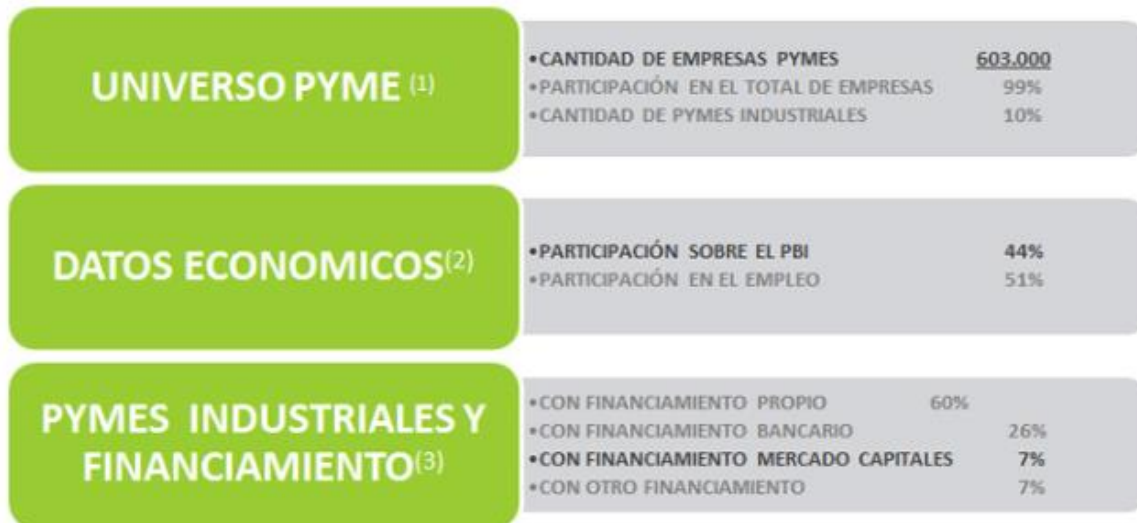 UNIVERSO PYME (1)
•CANTIDAD DE EMPRESAS PYMES 603.000
•PARTICIPACIÓN EN EL TOTAL DE EMPRESAS 99%
•CANTIDAD DE PYMES INDUSTRIALES 10%
DATOS ECONOMICOS(2)
•PARTICIPACIÓN SOBRE EL PBI 44%
•PARTICIPACIÓN EN EL EMPLEO 51%
PYMES INDUSTRIALES Y
FINANCIAMIENTO(3)
•CON FINANCIAMIENTO PROPIO 60%
•CON FINANCIAMIENTO BANCARIO 26%
•CON FINANCIAMIENTO MERCADO CAPITALES 7%
•CON OTRO FINANCIAMIENTO 7%